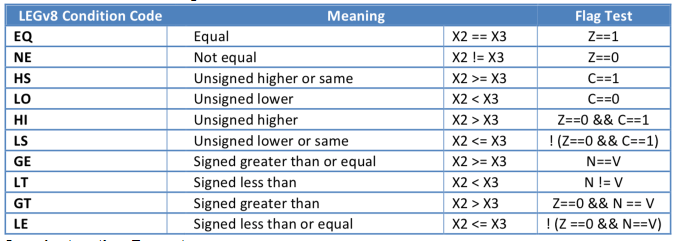 LEGv8 Condition Code Meaning Flag Test
EQ Equal X2 == X3 Z==1
NE Not equal X2 != X3 Z==0
HS Unsigned higher or same X2 >= X3 C==1
LO Unsigned lower X2 < X3 C==0
HI Unsigned higher X2 > X3 Z==0 && C==1
LS Unsigned lower or same X2 <= X3 ! (Z==0 && C==1)
GE Signed greater than or equal X2 >= X3 N==V
LT Signed less than X2 < X3 N != V
GT Signed greater than X2 > X3 Z==0 && N == V
LE Signed less than or equal X2 <= X3 ! (Z ==0 && N==V)